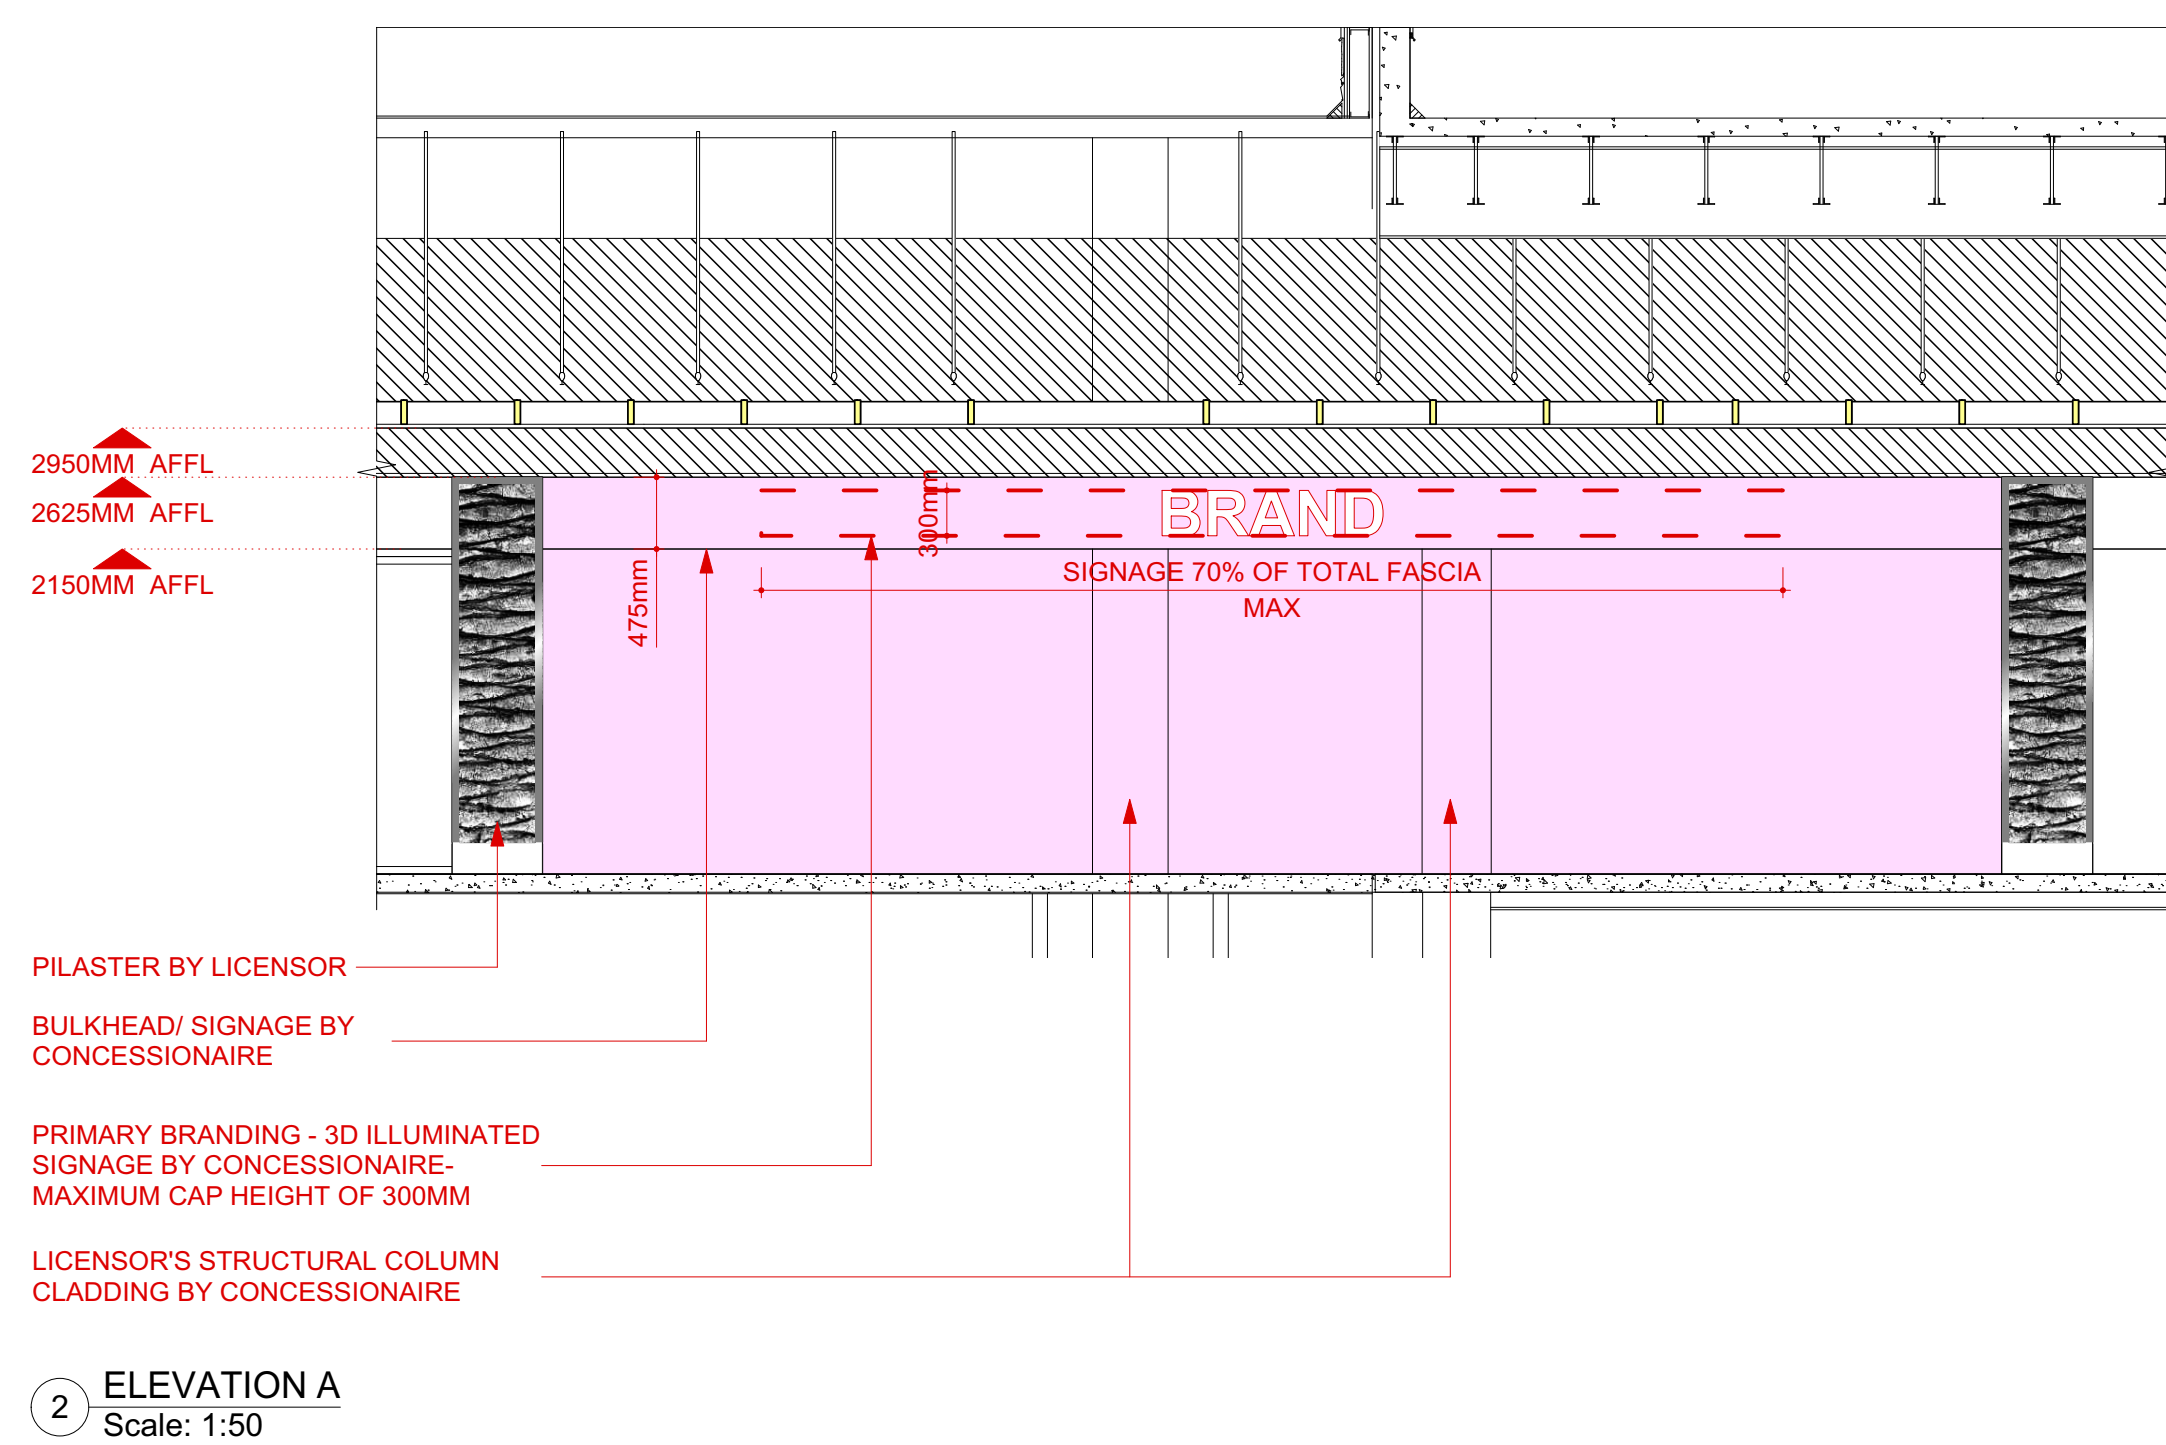 2950MM AFFL
2625MM AFFL
2150MM AFFL
300mm
BRAND
475mm
SIGNAGE 70% OF TOTAL FASCIA
MAX
PILASTER BY LICENSOR
BULKHEAD/ SIGNAGE BY
CONCESSIONAIRE
PRIMARY BRANDING - 3D ILLUMINATED
SIGNAGE BY CONCESSIONAIRE-
MAXIMUM CAP HEIGHT OF 300MM
LICENSOR'S STRUCTURAL COLUMN
CLADDING BY CONCESSIONAIRE
2 ELEVATION A
Scale: 1:50